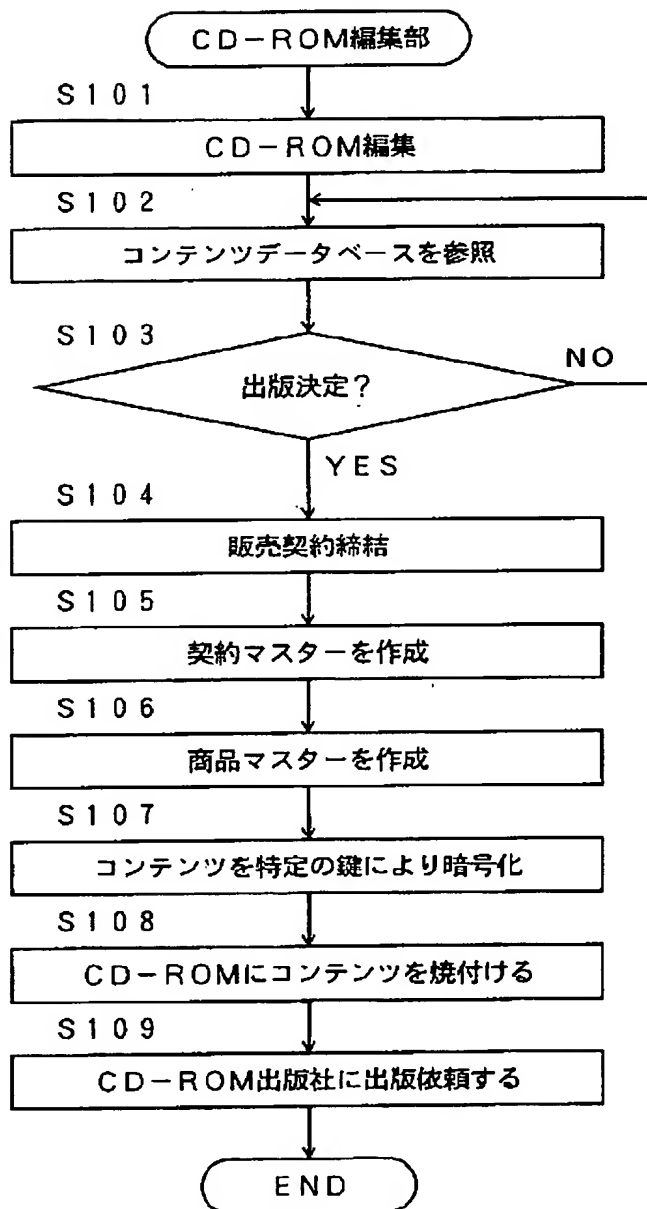 CD-ROM編集部
S101
CD-ROM編集
S102
コンテンツデータベースを参照
S103
出版決定?
NO
YES
S104
販売契約締結
S105
契約マスターを作成
S106
商品マスターを作成
S107
コンテンツを特定の鍵により暗号化
S108
CD-ROMにコンテンツを焼付ける
S109
CD-ROM出版社に出版依頼する
END